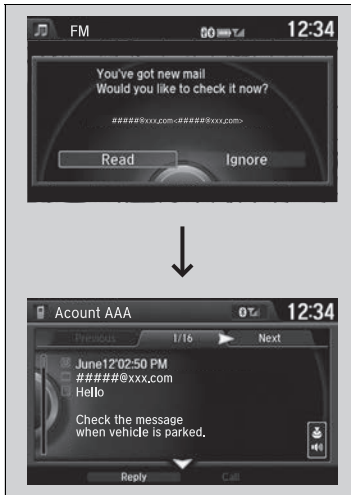 FM 12:34
You've got new mail
Would you like to check it now?
#####@xxx.com<#####@xxx.com>
Read Ignore
Acount AAA 12:34
Previous 1/16 Next
June12'02:50 PM
#####@xxx.com
Hello
Check the message
when vehicle is parked.
Reply Call